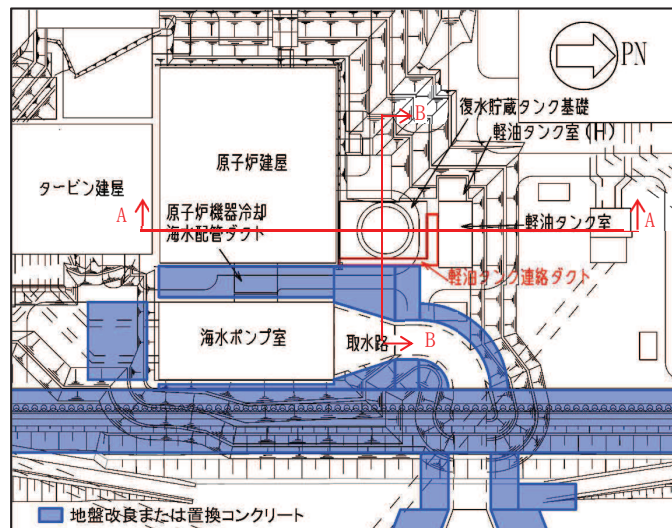 PN
B
復水貯蔵タンク基礎
軽油タンク室(H)
原子炉建屋
タービン建屋
A
A
原子炉機器冷却
海水配管ダクト
軽油タンク室
軽油タンク連絡ダクト
海水ポンプ室
取水路
B
地盤改良または置換コンクリート